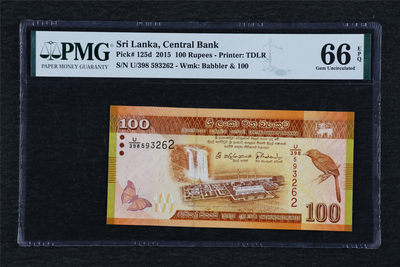 PMG
PAPER MONEY GUARANTY
Sri Lanka, Central Bank
Pick# 125d 2015 100 Rupees - Printer: TDLR
S/N U/398 593262 - Wmk: Babbler & 100
66
EPQ
Gem Uncirculated
100
ශ්‍රී ලංකා මහ බැංකුව
U
398 593262
U
398 593262
100